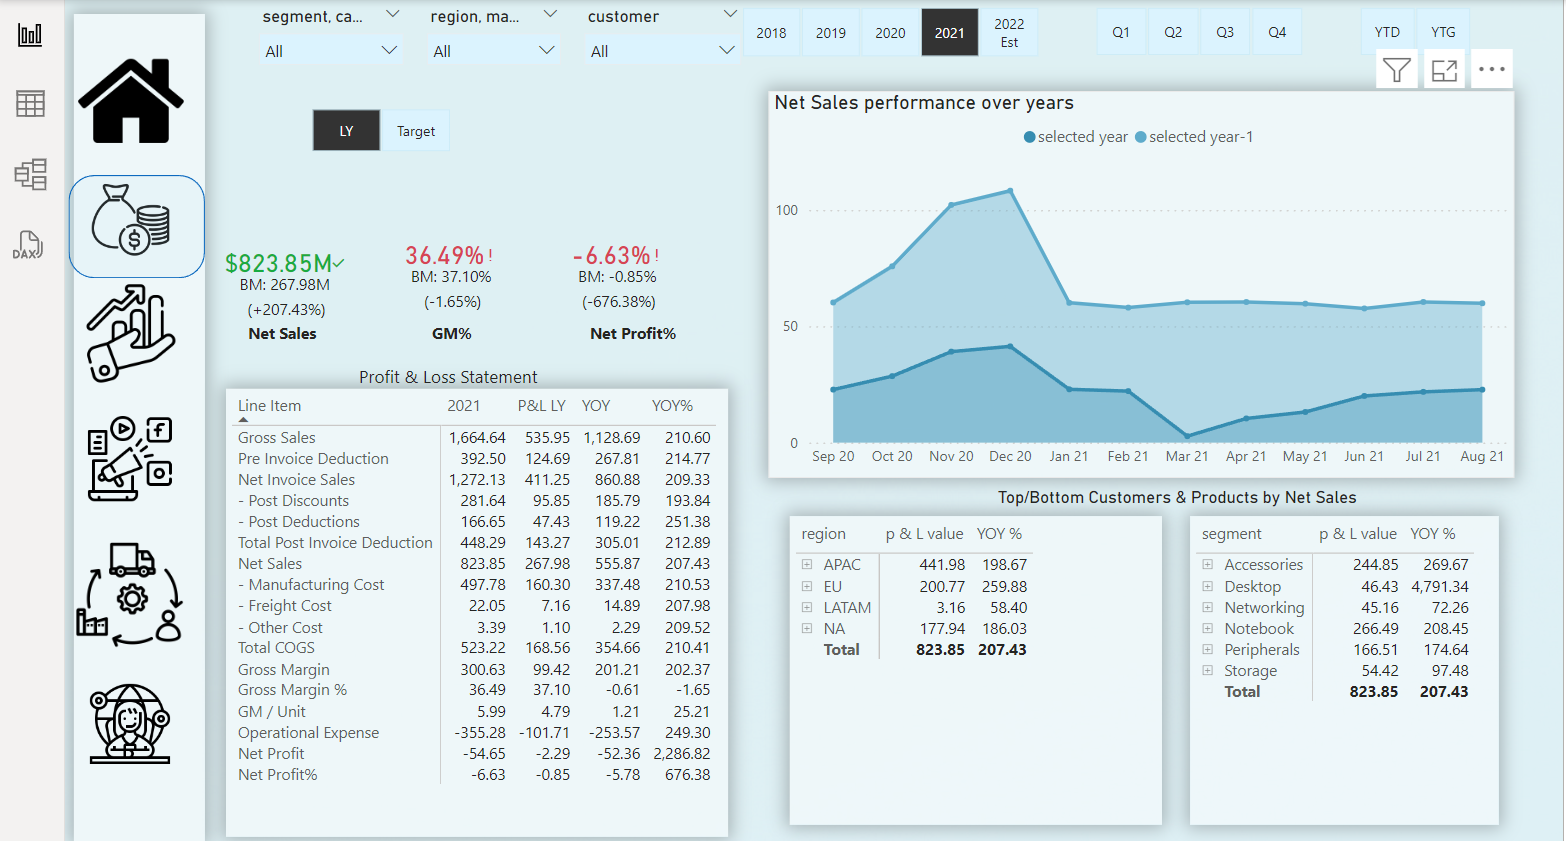 segment, ca...
region, ma...
customer
All
All
All
2018
2019
2020
2021
2022
Est
Q1
Q2
Q3
Q4
YTD
YTG
LY
Target
DAX
$823.85M
BM: 267.98M
(+207.43%)
Net Sales
36.49%!
BM: 37.10%
(-1.65%)
GM%
-6.63%!
BM: -0.85%
(-676.38%)
Net Profit%
Net Sales performance over years
selected year selected year-1
100
50
0
Sep 20 Oct 20 Nov 20 Dec 20 Jan 21 Feb 21 Mar 21 Apr 21 May 21 Jun 21 Jul 21 Aug 21
Profit & Loss Statement
Line Item 2021 P&L LY YOY YOY%
Gross Sales 1,664.64 535.95 1,128.69 210.60
Pre Invoice Deduction 392.50 124.69 267.81 214.77
Net Invoice Sales 1,272.13 411.25 860.88 209.33
- Post Discounts 281.64 95.85 185.79 193.84
- Post Deductions 166.65 47.43 119.22 251.38
Total Post Invoice Deduction 448.29 143.27 305.01 212.89
Net Sales 823.85 267.98 555.87 207.43
- Manufacturing Cost 497.78 160.30 337.48 210.53
- Freight Cost 22.05 7.16 14.89 207.98
- Other Cost 3.39 1.10 2.29 209.52
Total COGS 523.22 168.56 354.66 210.41
Gross Margin 300.63 99.42 201.21 202.37
Gross Margin % 36.49 37.10 -0.61 -1.65
GM / Unit 5.99 4.79 1.21 25.21
Operational Expense -355.28 -101.71 -253.57 249.30
Net Profit -54.65 -2.29 -52.36 2,286.82
Net Profit% -6.63 -0.85 -5.78 676.38
Top/Bottom Customers & Products by Net Sales
region p & L value YOY %
APAC 441.98 198.67
EU 200.77 259.88
LATAM 3.16 58.40
NA 177.94 186.03
Total 823.85 207.43
segment p & L value YOY %
Accessories 244.85 269.67
Desktop 46.43 4,791.34
Networking 45.16 72.26
Notebook 266.49 208.45
Peripherals 166.51 174.64
Storage 54.42 97.48
Total 823.85 207.43